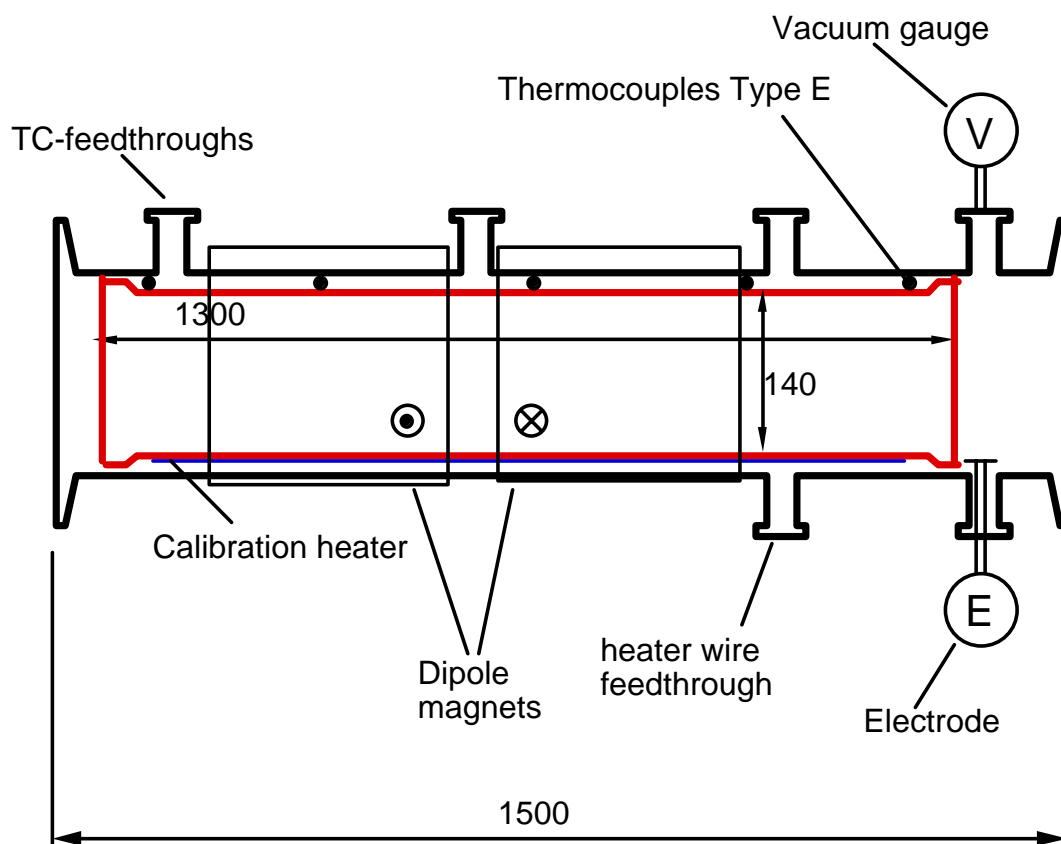 Vacuum gauge
Thermocouples Type E
V
TC-feedthroughs
1300
140
Calibration heater
E
heater wire
feedthrough
Dipole
magnets
Electrode
1500